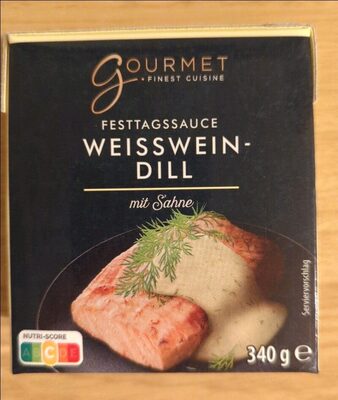 gOURMET
• FINEST CUISINE
FESTTAGSSAUCE
WEISSWEIN-
DILL
mit Sahne
Serviervorschlag
NUTRI-SCORE
A B C D E
340 g ℮